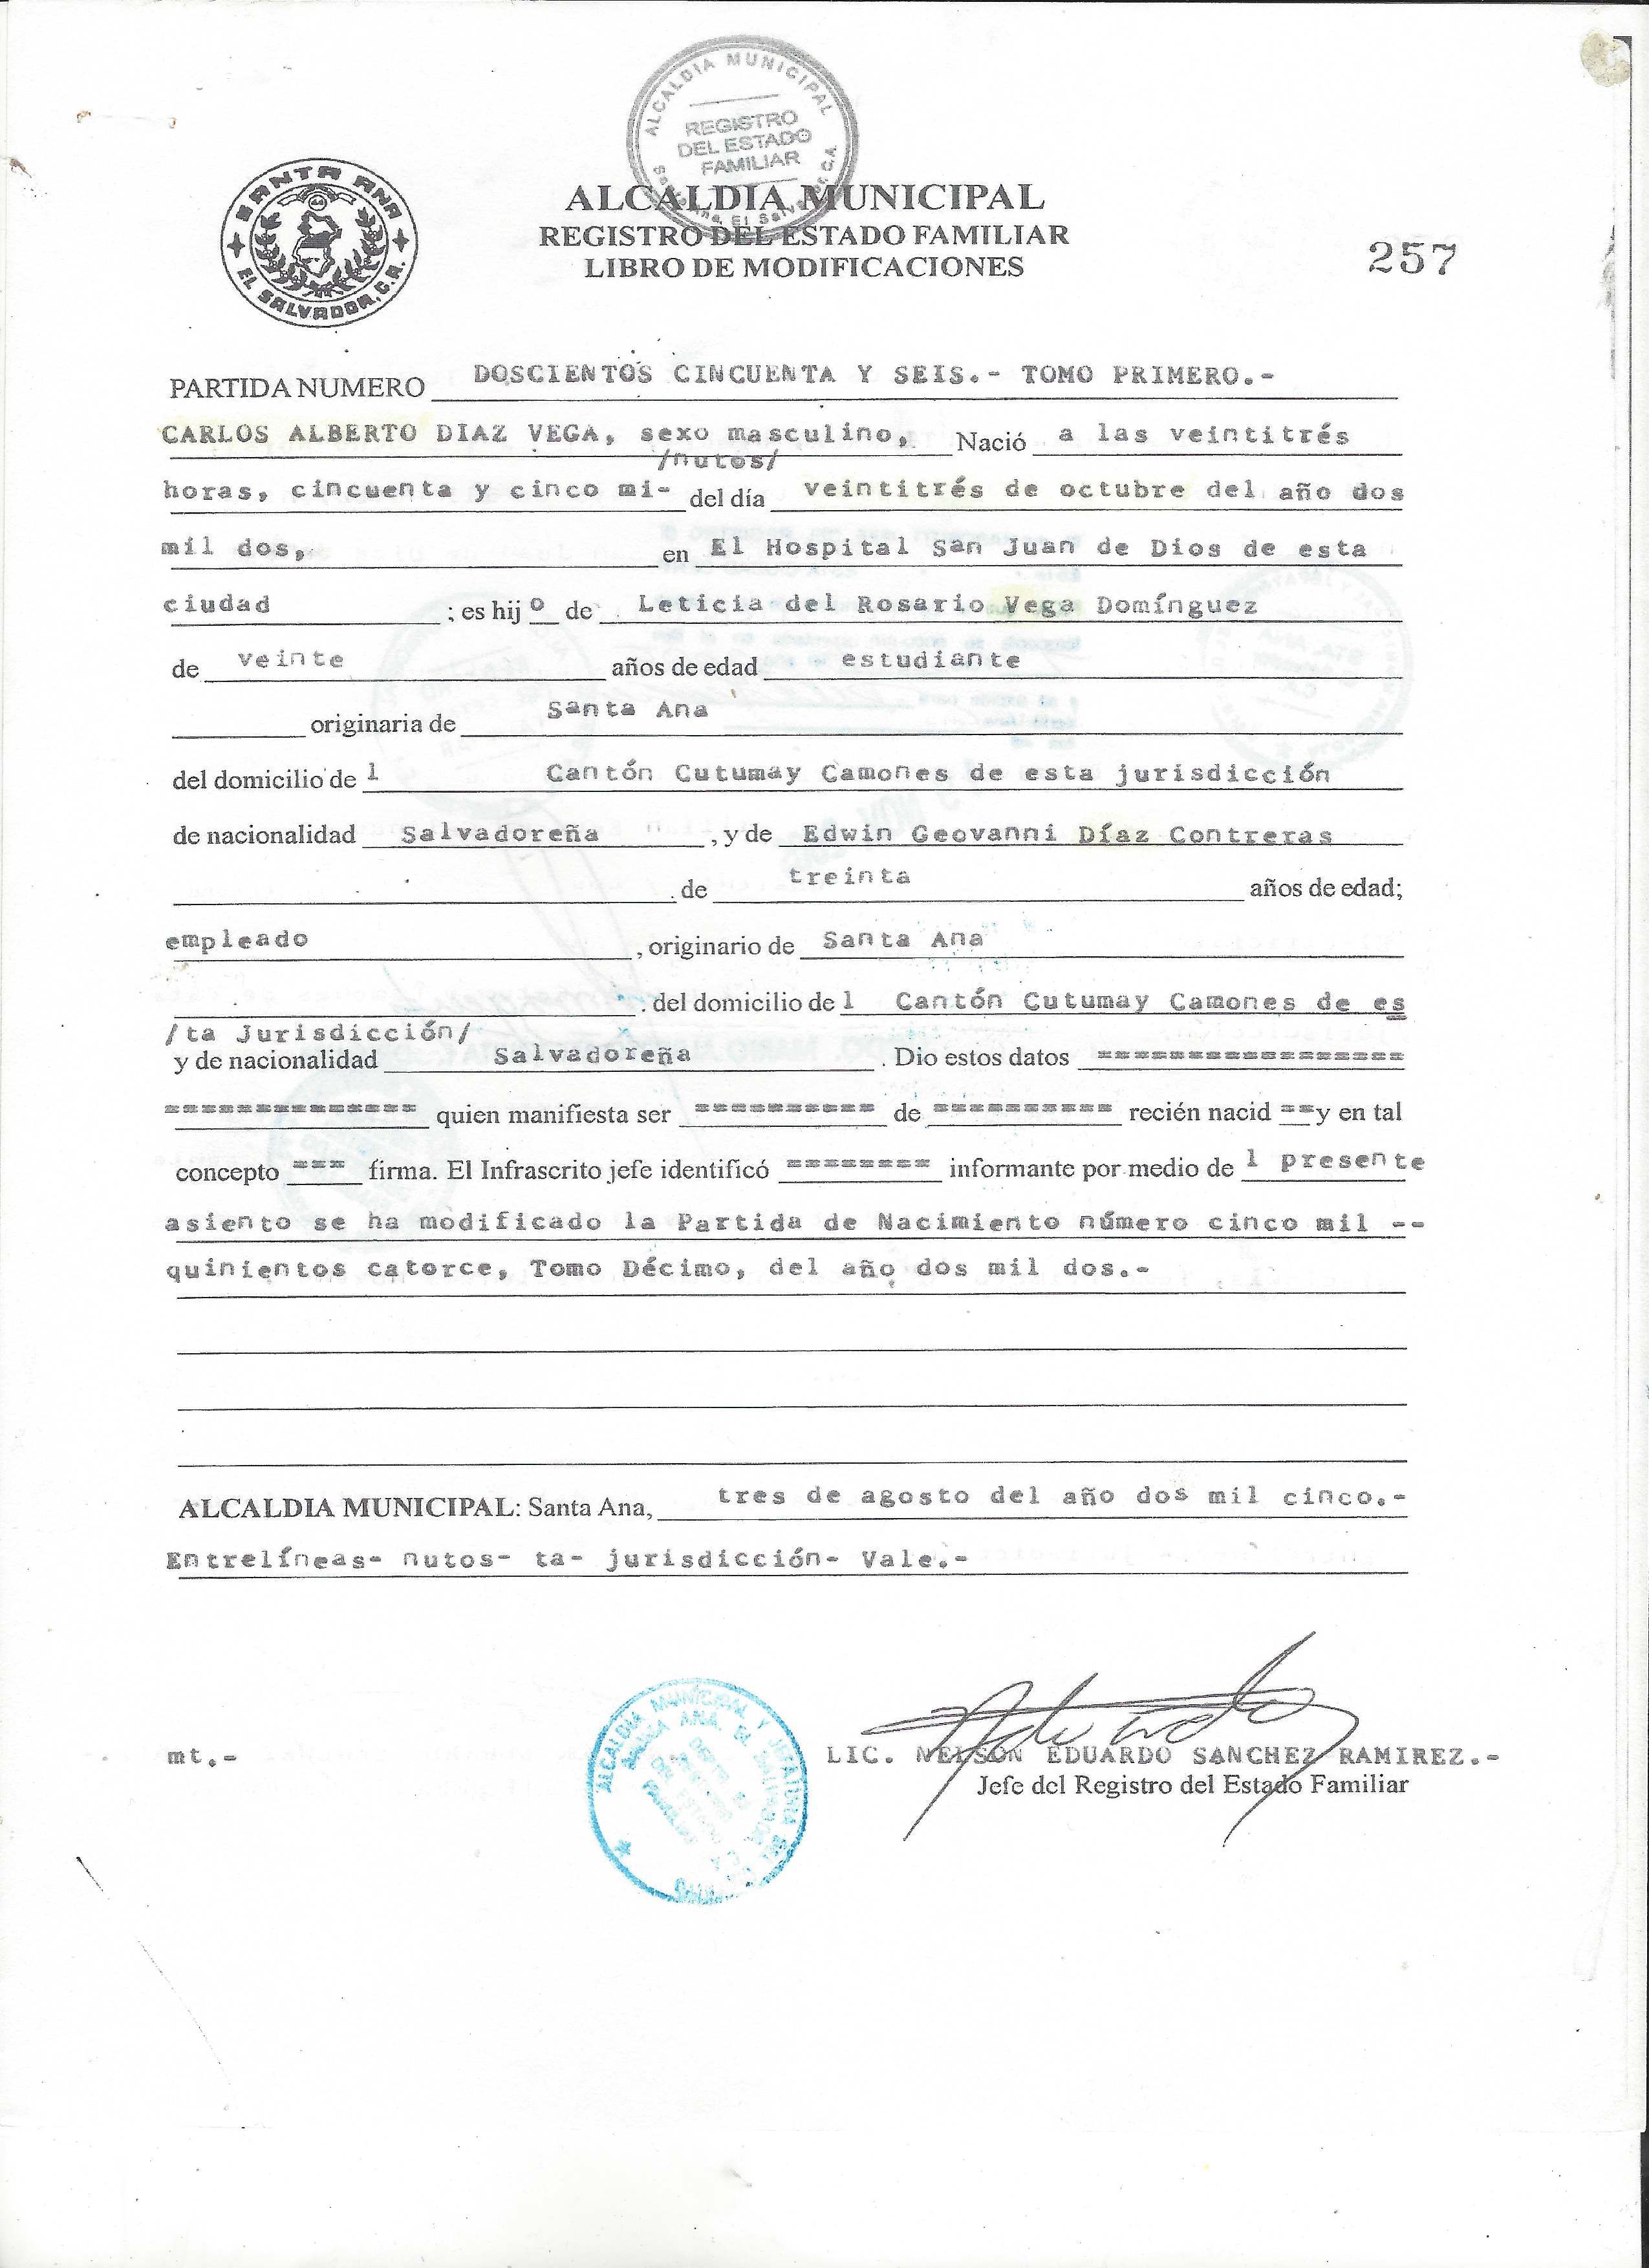 ALCALDIA MUNICIPAL
REGISTRO
DEL ESTADO
FAMILIAR
Santa Ana, El Salvador, C.A.
SANTA ANA
EL SALVADOR, C.A.
ALCALDIA MUNICIPAL
REGISTRO DEL ESTADO FAMILIAR
LIBRO DE MODIFICACIONES
257
PARTIDA NUMERO DOSCIENTOS CINCUENTA Y SEIS.- TOMO PRIMERO.-
CARLOS ALBERTO DIAZ VEGA, sexo masculino, Nació a las veintitrés
/nutos/
horas, cincuenta y cinco mi- del día veintitrés de octubre del año dos
mil dos, en El Hospital San Juan de Dios de esta
ciudad ; es hij o de Leticia del Rosario Vega Domínguez
de veinte años de edad estudiante
originaria de Santa Ana
del domicilio de l Cantón Cutumay Camones de esta jurisdicción
de nacionalidad Salvadoreña , y de Edwin Geovanni Díaz Contreras
. de treinta años de edad;
empleado , originario de Santa Ana
. del domicilio de l Cantón Cutumay Camones de es
/ta Jurisdicción/
y de nacionalidad Salvadoreña . Dio estos datos =================
============== quien manifiesta ser ========== de ========== recién nacid == y en tal
concepto === firma. El Infrascrito jefe identificó ======== informante por medio de l presente
asiento se ha modificado la Partida de Nacimiento número cinco mil --
quinientos catorce, Tomo Décimo, del año dos mil dos.-
ALCALDIA MUNICIPAL: Santa Ana, tres de agosto del año dos mil cinco.-
Entrelíneas- nutos- ta- jurisdicción- Vale.-
mt.-
LIC. NELSON EDUARDO SANCHEZ RAMIREZ.-
Jefe del Registro del Estado Familiar
ALCALDIA MUNICIPAL Y
SANTA ANA, EL SALVADOR, C.A.